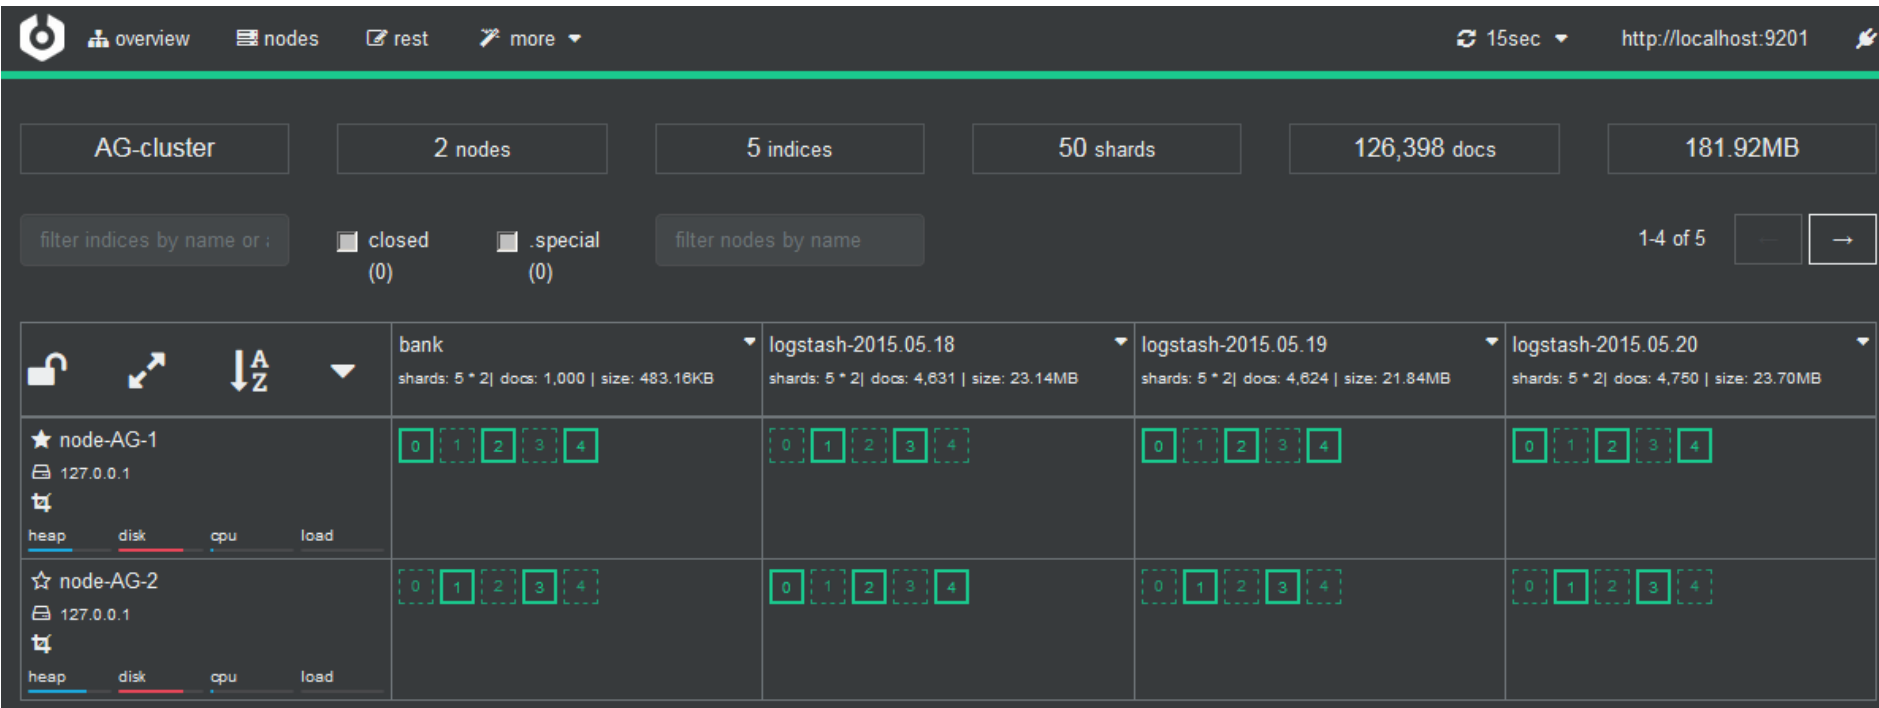 overview nodes rest more 15sec http://localhost:9201
AG-cluster 2 nodes 5 indices 50 shards 126,398 docs 181.92MB
filter indices by name or closed .special filter nodes by name 1-4 of 5 ← →
(0) (0)
bank logstash-2015.05.18 logstash-2015.05.19 logstash-2015.05.20
shards: 5 * 2| docs: 1,000 | size: 483.16KB shards: 5 * 2| docs: 4,631 | size: 23.14MB shards: 5 * 2| docs: 4,624 | size: 21.84MB shards: 5 * 2| docs: 4,750 | size: 23.70MB
A
Z
node-AG-1 0 1 2 3 4 0 1 2 3 4 0 1 2 3 4 0 1 2 3 4
127.0.0.1
heap disk cpu load
node-AG-2 0 1 2 3 4 0 1 2 3 4 0 1 2 3 4 0 1 2 3 4
127.0.0.1
heap disk cpu load